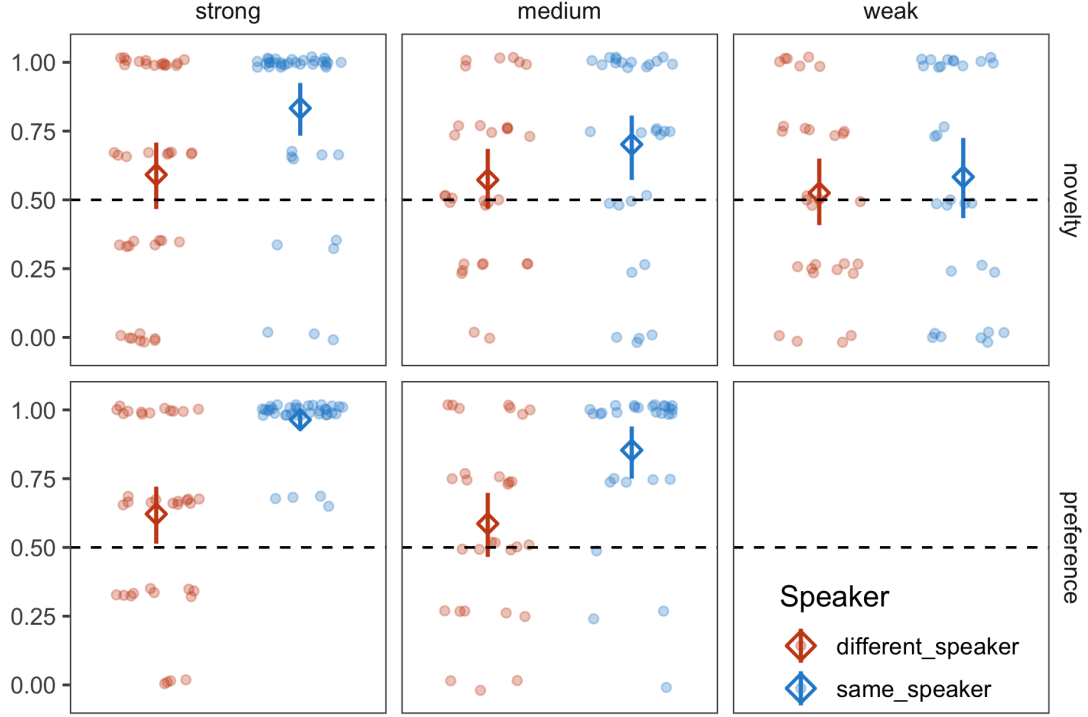 strong medium weak
1.00
0.75
0.50
0.25
0.00
novelty
1.00
0.75
0.50
0.25
0.00
preference
Speaker
different_speaker
same_speaker